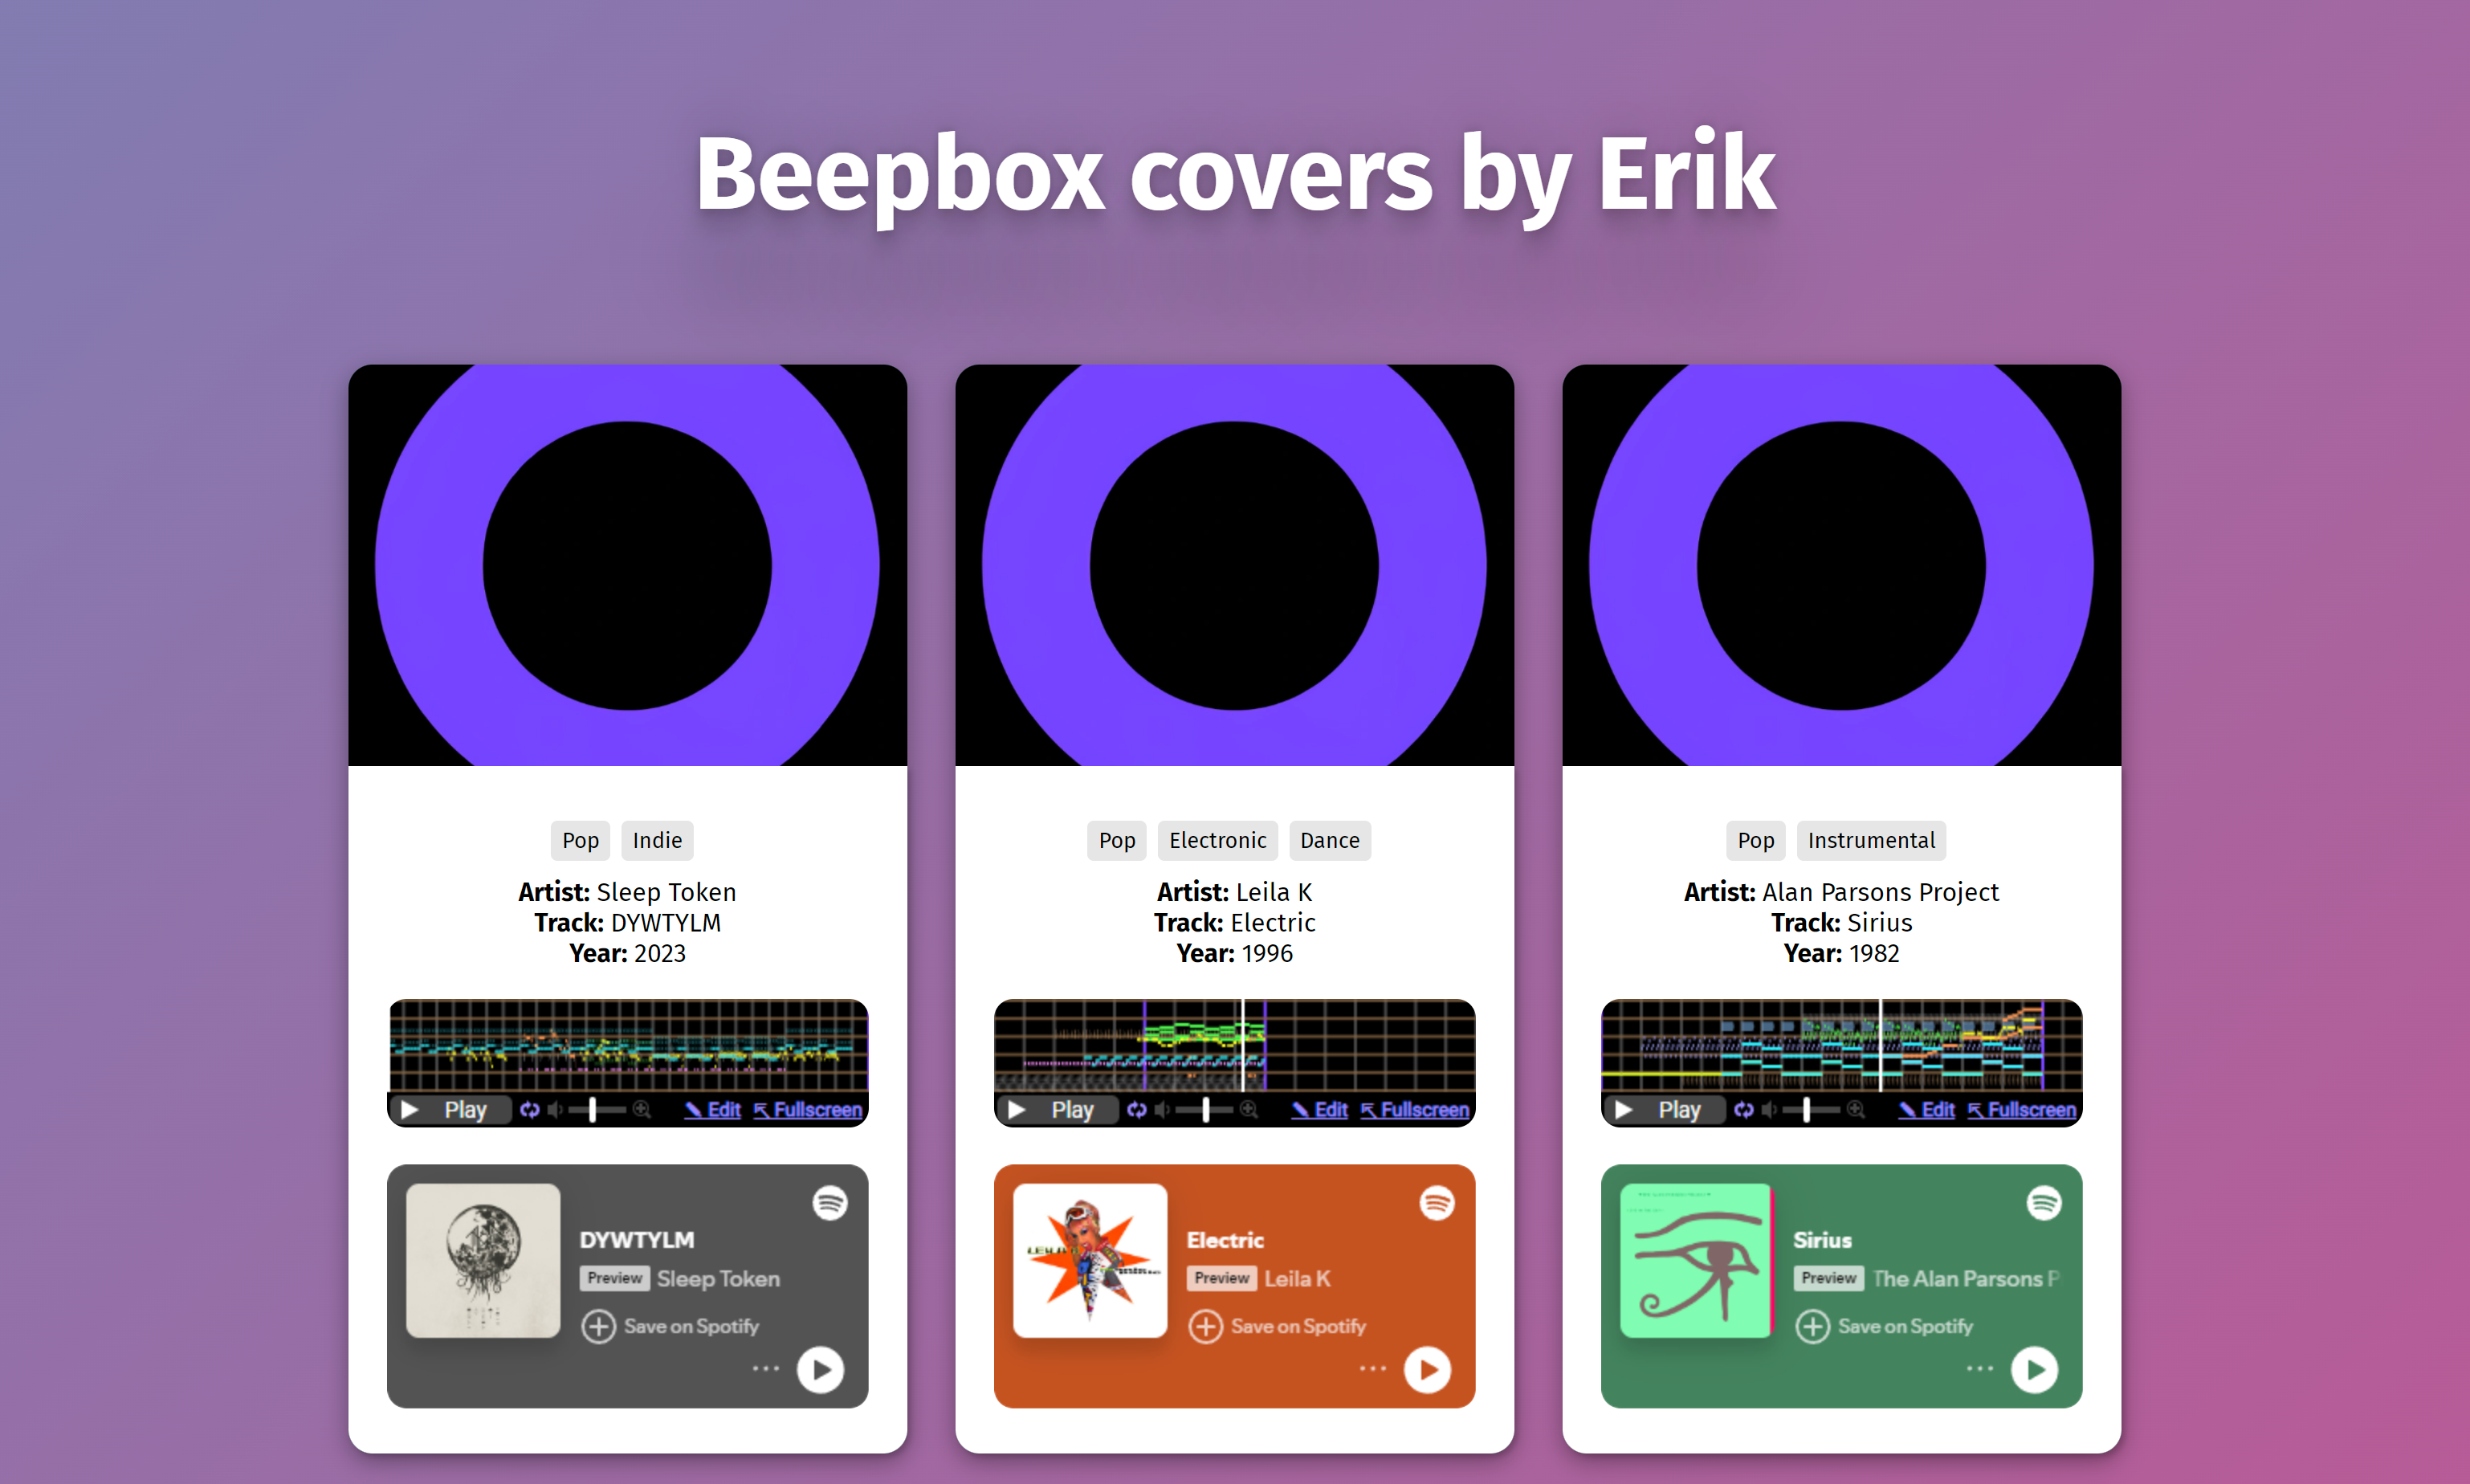 Beepbox covers by Erik
Pop Indie
Artist: Sleep Token
Track: DYWTYLM
Year: 2023
Play Edit Fullscreen
DYWTYLM
Preview Sleep Token
Save on Spotify
Pop Electronic Dance
Artist: Leila K
Track: Electric
Year: 1996
Play Edit Fullscreen
Electric
Preview Leila K
Save on Spotify
Pop Instrumental
Artist: Alan Parsons Project
Track: Sirius
Year: 1982
Play Edit Fullscreen
Sirius
Preview The Alan Parsons P
Save on Spotify